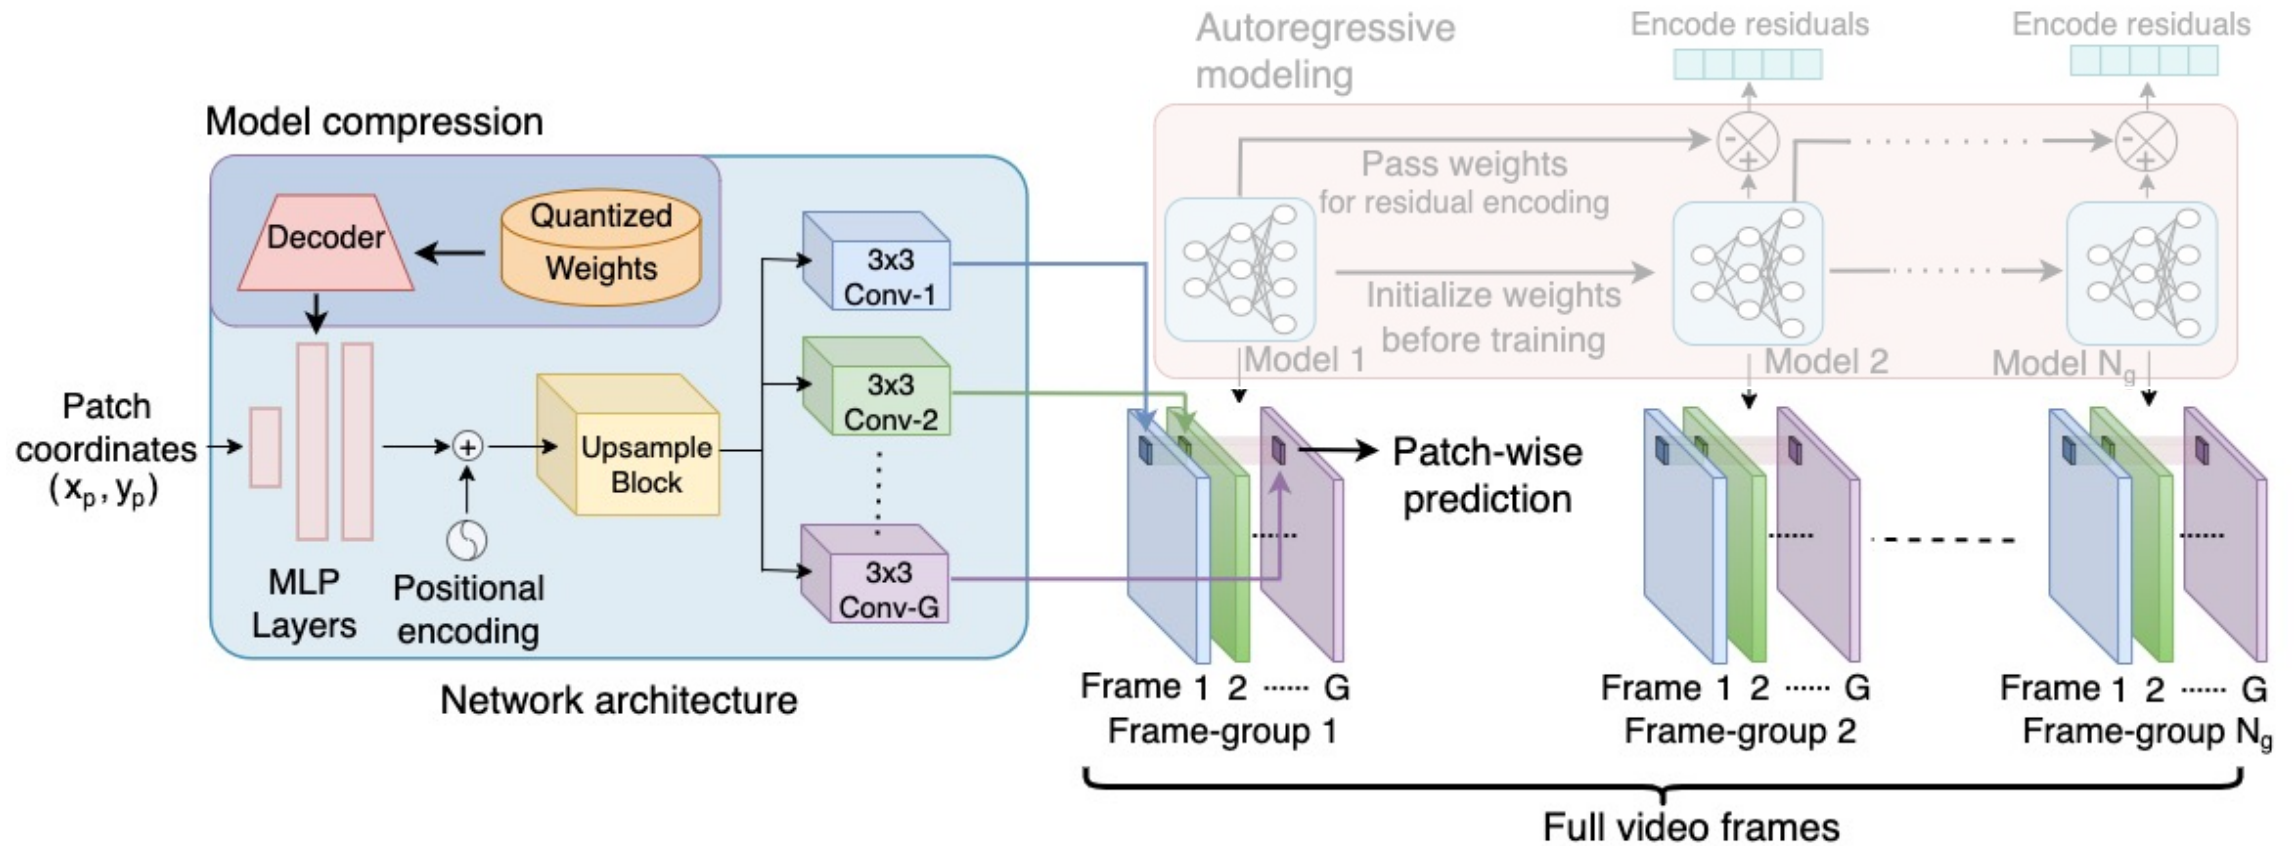 Autoregressive
modeling
Encode residuals
Encode residuals
Model compression
Decoder
Quantized
Weights
Pass weights
for residual encoding
Initialize weights
before training
Model 1
Model 2
Model Ng
3x3
Conv-1
3x3
Conv-2
3x3
Conv-G
Patch
coordinates
(xp, yp)
+
Upsample
Block
MLP
Layers
Positional
encoding
Network architecture
- +
- +
Patch-wise
prediction
Frame 1 2 ...... G
Frame-group 1
Frame 1 2 ...... G
Frame-group 2
Frame 1 2 ...... G
Frame-group Ng
Full video frames